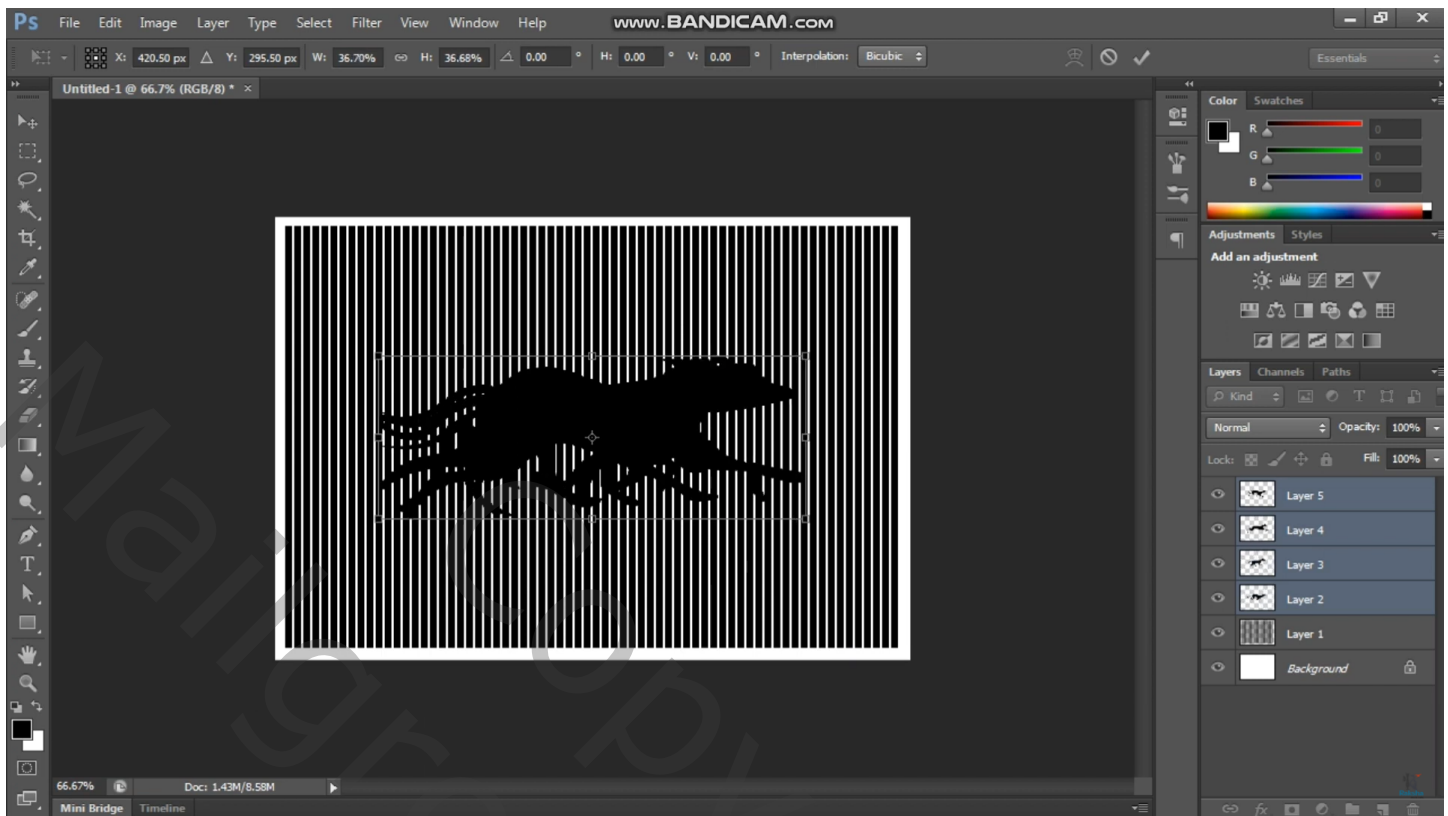 Ps File Edit Image Layer Type Select Filter View Window Help www.BANDICAM.com
X: 420.50 px Y: 295.50 px W: 36.70% H: 36.68% 0.00 ° H: 0.00 ° V: 0.00 ° Interpolation: Bicubic Essentials
Untitled-1 @ 66.7% (RGB/8) * ×
Color Swatches
R 0
G 0
B 0
Adjustments Styles
Add an adjustment
Layers Channels Paths
Kind
Normal Opacity: 100%
Lock: Fill: 100%
Layer 5
Layer 4
Layer 3
Layer 2
Layer 1
Background
66.67% Doc: 1.43M/8.58M
Mini Bridge Timeline